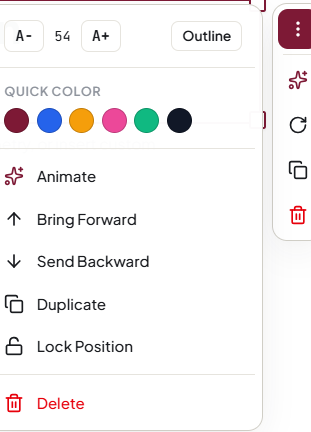 A- 54 A+ Outline
QUICK COLOR
Animate
Bring Forward
Send Backward
Duplicate
Lock Position
Delete